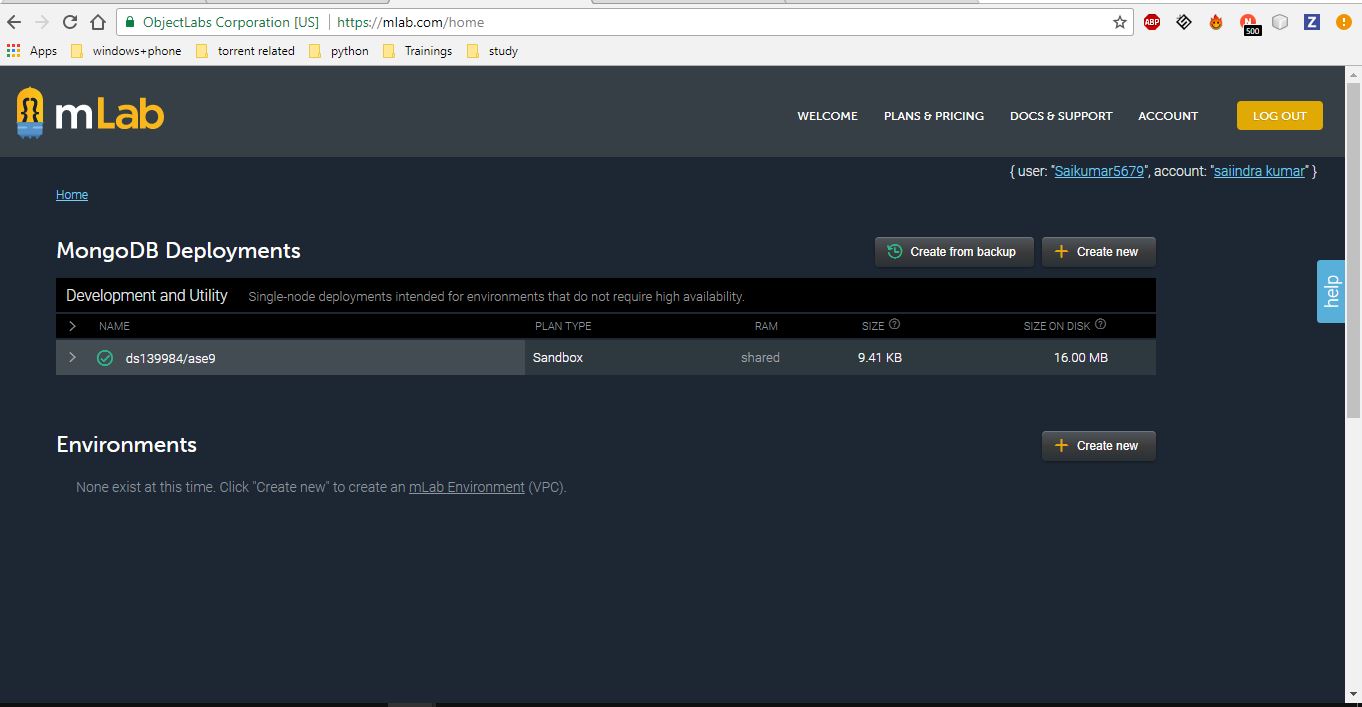 ObjectLabs Corporation [US] https://mlab.com/home
ABP N 500 Z
Apps windows+phone torrent related python Trainings study
{} mLab
WELCOME PLANS & PRICING DOCS & SUPPORT ACCOUNT LOG OUT
{ user: "Saikumar5679", account: "saiindra kumar" }
Home
MongoDB Deployments Create from backup Create new
help
Development and Utility Single-node deployments intended for environments that do not require high availability.
NAME PLAN TYPE RAM SIZE ? SIZE ON DISK ?
ds139984/ase9 Sandbox shared 9.41 KB 16.00 MB
Environments Create new
None exist at this time. Click "Create new" to create an mLab Environment (VPC).